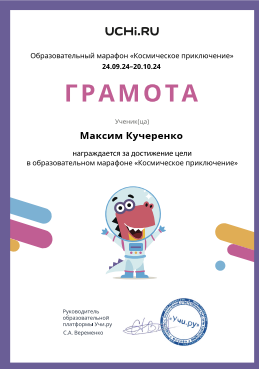 UCHi.RU
Образовательный марафон «Космическое приключение»
24.09.24–20.10.24
ГРАМОТА
Ученик(ца)
Максим Кучеренко
награждается за достижение цели
в образовательном марафоне «Космическое приключение»
Руководитель
образовательной
платформы Учи.ру
С.А. Веременко
«Учи.ру»